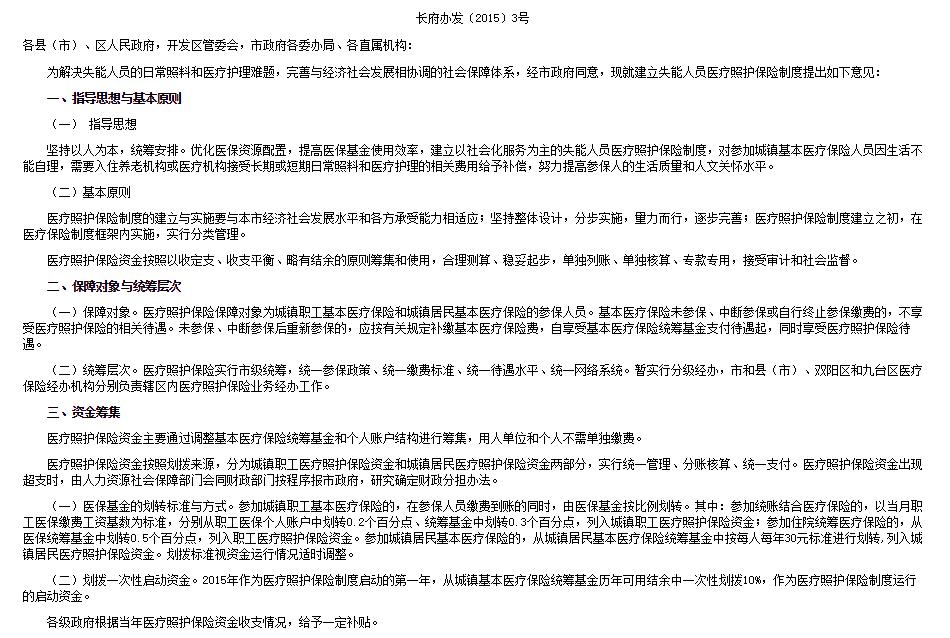 长府办发〔2015〕3号
各县（市）、区人民政府，开发区管委会，市政府各委办局、各直属机构：
为解决失能人员的日常照料和医疗护理难题，完善与经济社会发展相协调的社会保障体系，经市政府同意，现就建立失能人员医疗照护保险制度提出如下意见：
一、指导思想与基本原则
（一） 指导思想
坚持以人为本，统筹安排。优化医保资源配置，提高医保基金使用效率，建立以社会化服务为主的失能人员医疗照护保险制度，对参加城镇基本医疗保险人员因生活不
能自理，需要入住养老机构或医疗机构接受长期或短期日常照料和医疗护理的相关费用给予补偿，努力提高参保人的生活质量和人文关怀水平。
（二）基本原则
医疗照护保险制度的建立与实施要与本市经济社会发展水平和各方承受能力相适应；坚持整体设计，分步实施，量力而行，逐步完善；医疗照护保险制度建立之初，在
医疗保险制度框架内实施，实行分类管理。
医疗照护保险资金按照以收定支、收支平衡、略有结余的原则筹集和使用，合理测算、稳妥起步，单独列账、单独核算、专款专用，接受审计和社会监督。
二、保障对象与统筹层次
（一）保障对象。医疗照护保险保障对象为城镇职工基本医疗保险和城镇居民基本医疗保险的参保人员。基本医疗保险未参保、中断参保或自行终止参保缴费的，不享
受医疗照护保险的相关待遇。未参保、中断参保后重新参保的，应按有关规定补缴基本医疗保险费，自享受基本医疗保险统筹基金支付待遇起，同时享受医疗照护保险待
遇。
（二）统筹层次。医疗照护保险实行市级统筹，统一参保政策、统一缴费标准、统一待遇水平、统一网络系统。暂实行分级经办，市和县（市）、双阳区和九台区医疗
保险经办机构分别负责辖区内医疗照护保险业务经办工作。
三、资金筹集
医疗照护保险资金主要通过调整基本医疗保险统筹基金和个人账户结构进行筹集，用人单位和个人不需单独缴费。
医疗照护保险资金按照划拨来源，分为城镇职工医疗照护保险资金和城镇居民医疗照护保险资金两部分，实行统一管理、分账核算、统一支付。医疗照护保险资金出现
超支时，由人力资源社会保障部门会同财政部门按程序报市政府，研究确定财政分担办法。
（一）医保基金的划转标准与方式。参加城镇职工基本医疗保险的，在参保人员缴费到账的同时，由医保基金按比例划转。其中：参加统账结合医疗保险的，以当月职
工医保缴费工资基数为标准，分别从职工医保个人账户中划转0.2个百分点、统筹基金中划转0.3个百分点，列入城镇职工医疗照护保险资金；参加住院统筹医疗保险的，从
医保统筹基金中划转0.5个百分点，列入职工医疗照护保险资金。参加城镇居民基本医疗保险的，从城镇居民基本医疗保险统筹基金中按每人每年30元标准进行划转,列入城
镇居民医疗照护保险资金。划拨标准视资金运行情况适时调整。
（二）划拨一次性启动资金。2015年作为医疗照护保险制度启动的第一年，从城镇基本医疗保险统筹基金历年可用结余中一次性划拨10%，作为医疗照护保险制度运行
的启动资金。
各级政府根据当年医疗照护保险资金收支情况，给予一定补贴。